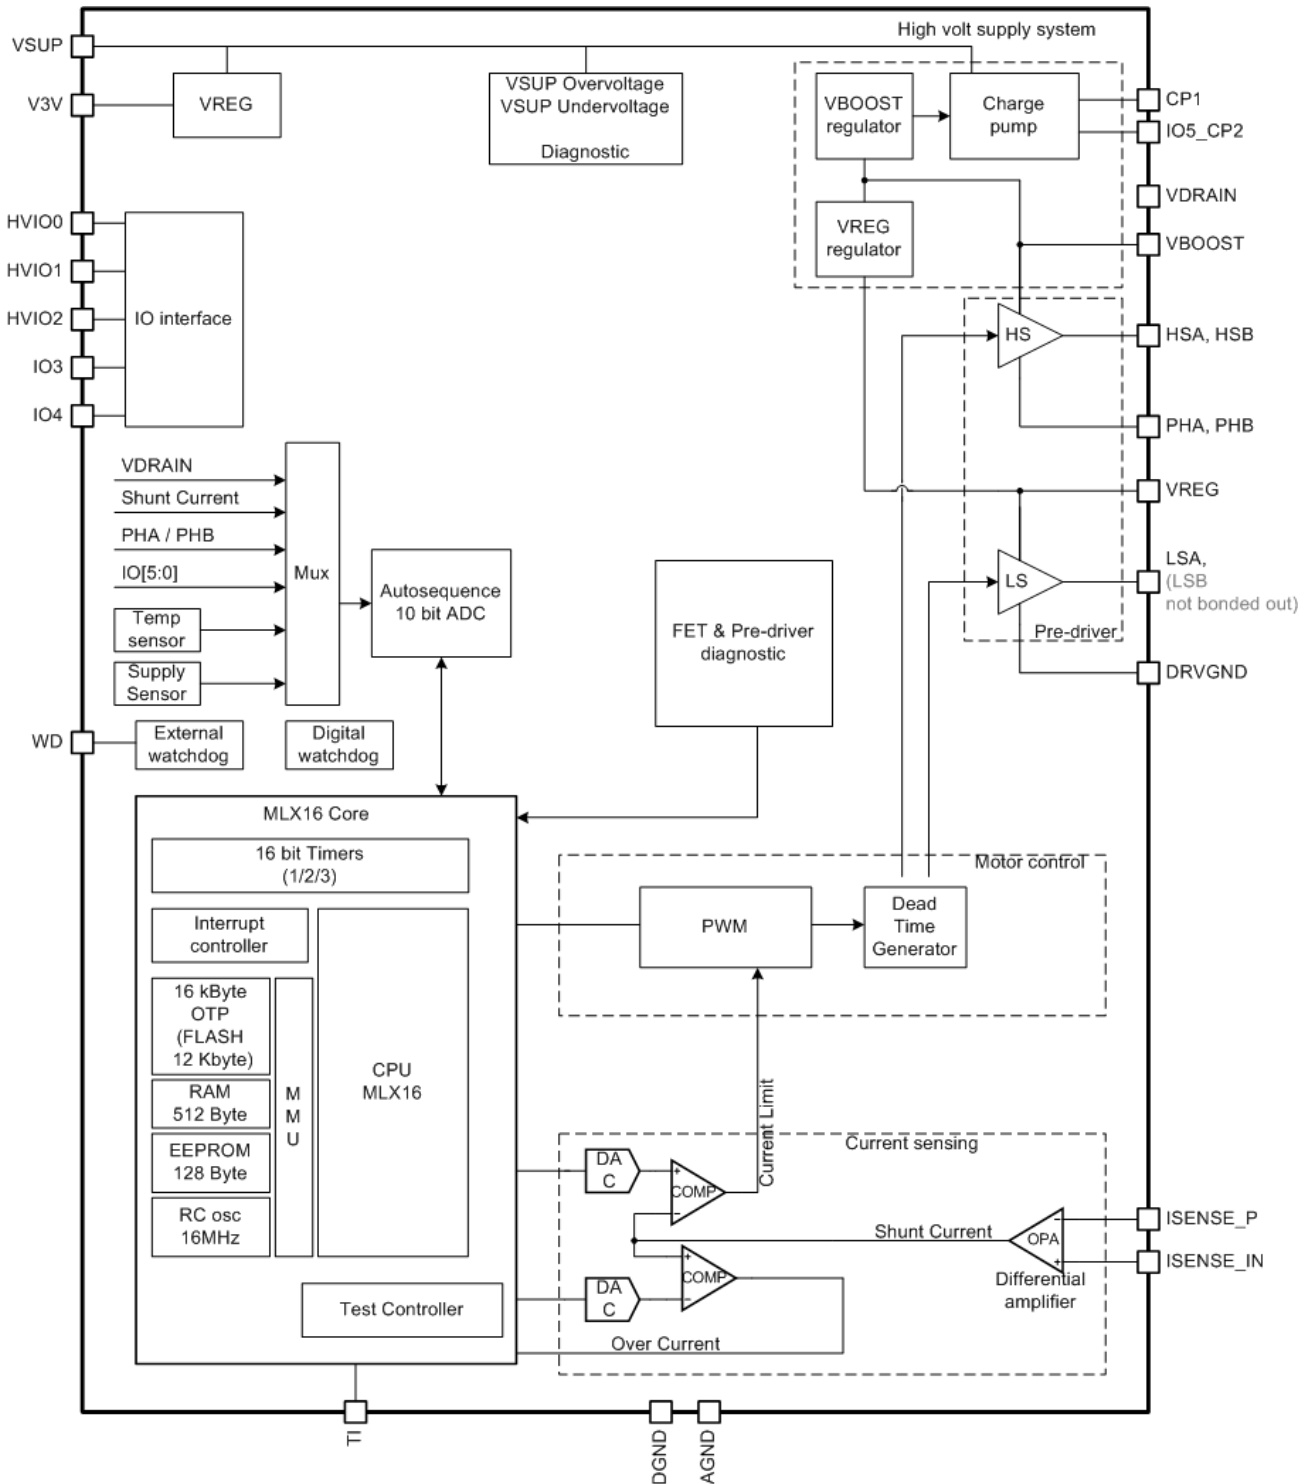 High volt supply system
VSUP
V3V
VREG
VSUP Overvoltage
VSUP Undervoltage
Diagnostic
VBOOST
regulator
Charge
pump
CP1
IO5_CP2
VDRAIN
VREG
regulator
VBOOST
HVIO0
HVIO1
HVIO2
IO3
IO4
IO interface
HS
HSA, HSB
PHA, PHB
VREG
VDRAIN
Shunt Current
PHA / PHB
IO[5:0]
Temp
sensor
Supply
Sensor
Mux
Autosequence
10 bit ADC
FET & Pre-driver
diagnostic
LS
LSA,
(LSB
not bonded out)
Pre-driver
DRVGND
WD
External
watchdog
Digital
watchdog
MLX16 Core
16 bit Timers
(1/2/3)
Interrupt
controller
16 kByte
OTP
(FLASH
12 Kbyte)
RAM
512 Byte
EEPROM
128 Byte
RC osc
16MHz
M
M
U
CPU
MLX16
Test Controller
Motor control
PWM
Dead
Time
Generator
Current Limit
Current sensing
DA
C
+
COMP
−
Shunt Current
−
OPA
+
ISENSE_P
ISENSE_IN
Differential
amplifier
+
COMP
−
DA
C
Over Current
TI
DGND
AGND